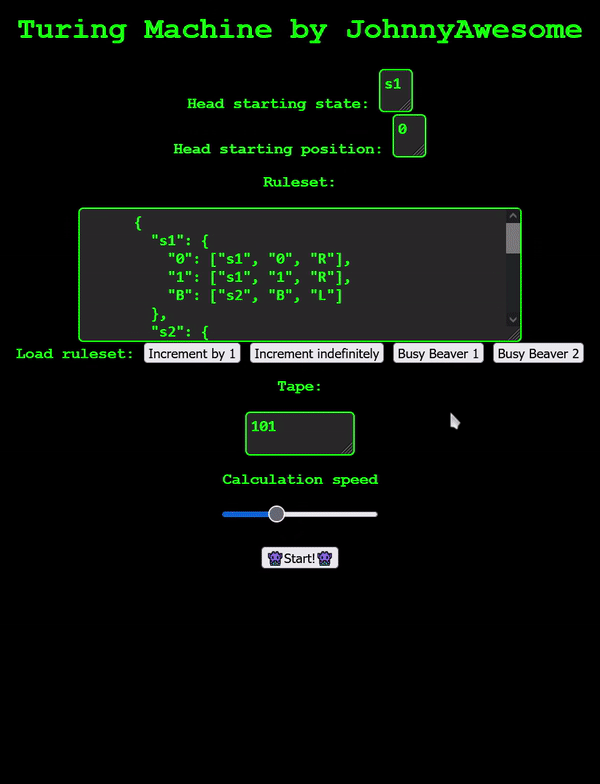 Turing Machine by JohnnyAwesome
Head starting state: s1
Head starting position: 0
Ruleset:
{
"s1": {
"0": ["s1", "0", "R"],
"1": ["s1", "1", "R"],
"B": ["s2", "B", "L"]
},
"s2": {
Load ruleset: Increment by 1 Increment indefinitely Busy Beaver 1 Busy Beaver 2
Tape:
101
Calculation speed
👾Start!👾